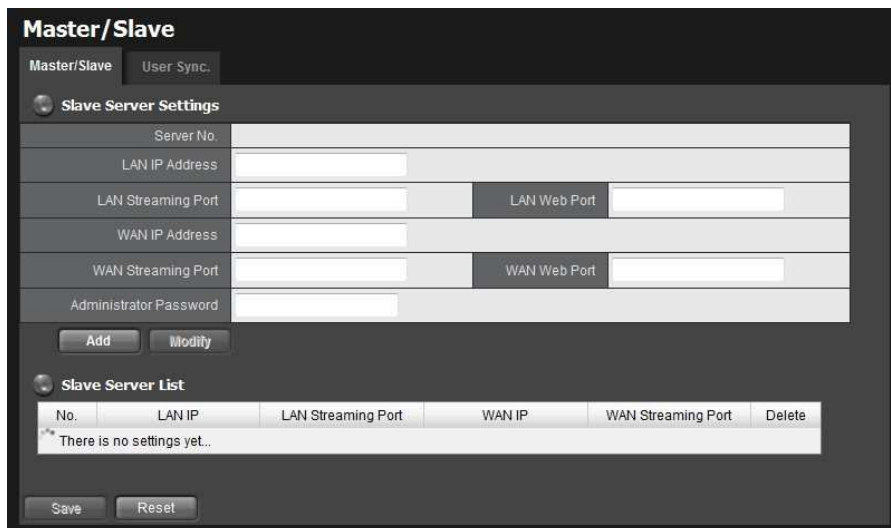 Master/Slave
Master/Slave User Sync.
Slave Server Settings
Server No.
LAN IP Address
LAN Streaming Port LAN Web Port
WAN IP Address
WAN Streaming Port WAN Web Port
Administrator Password
Add Modify
Slave Server List
No. LAN IP LAN Streaming Port WAN IP WAN Streaming Port Delete
There is no settings yet...
Save Reset